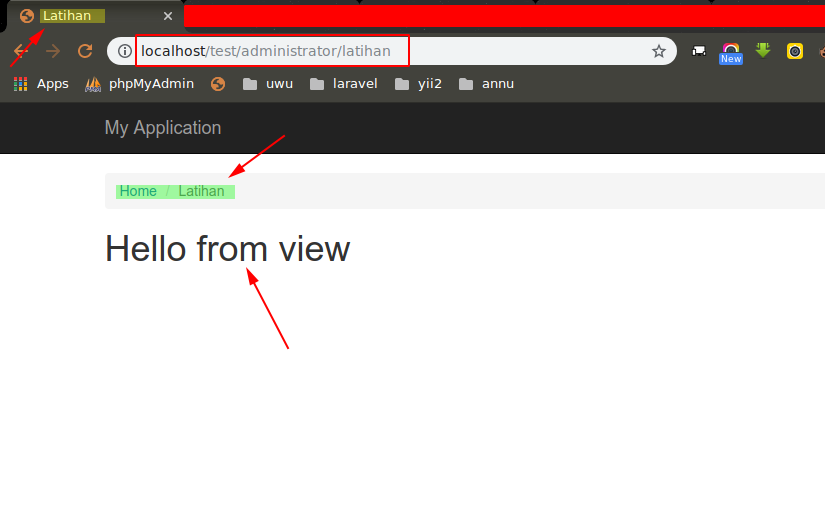 Latihan
localhost/test/administrator/latihan
New
Apps phpMyAdmin uwu laravel yii2 annu
My Application
Home / Latihan
Hello from view